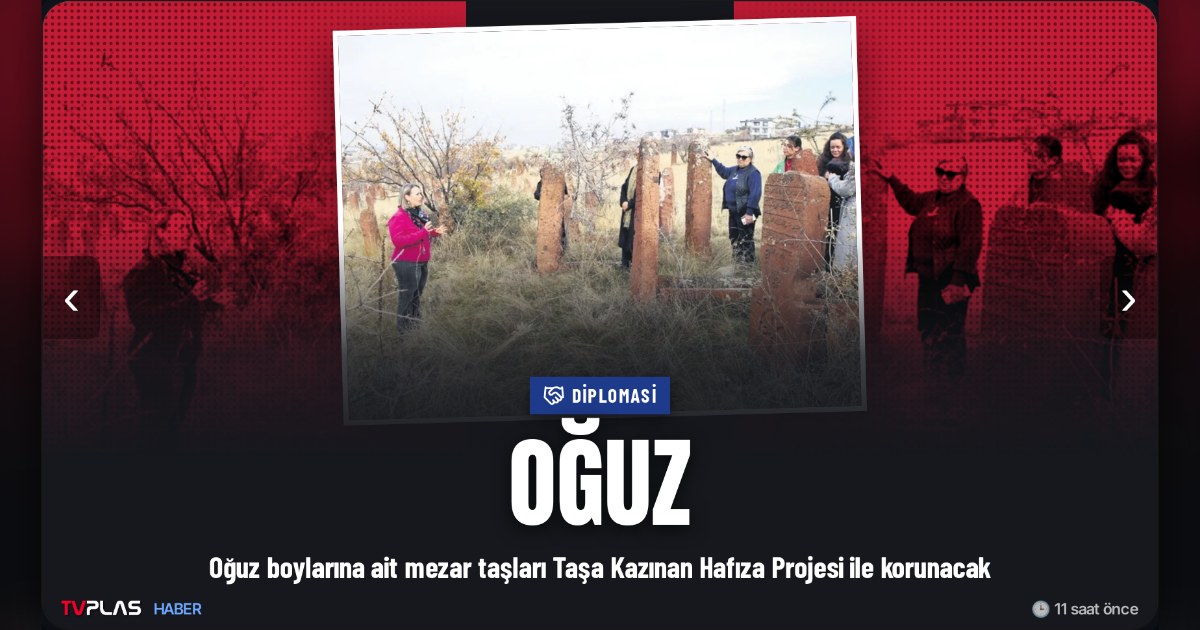 DİPLOMASİ
OĞUZ
Oğuz boylarına ait mezar taşları Taşa Kazınan Hafıza Projesi ile korunacak
TVPLAS HABER
11 saat önce